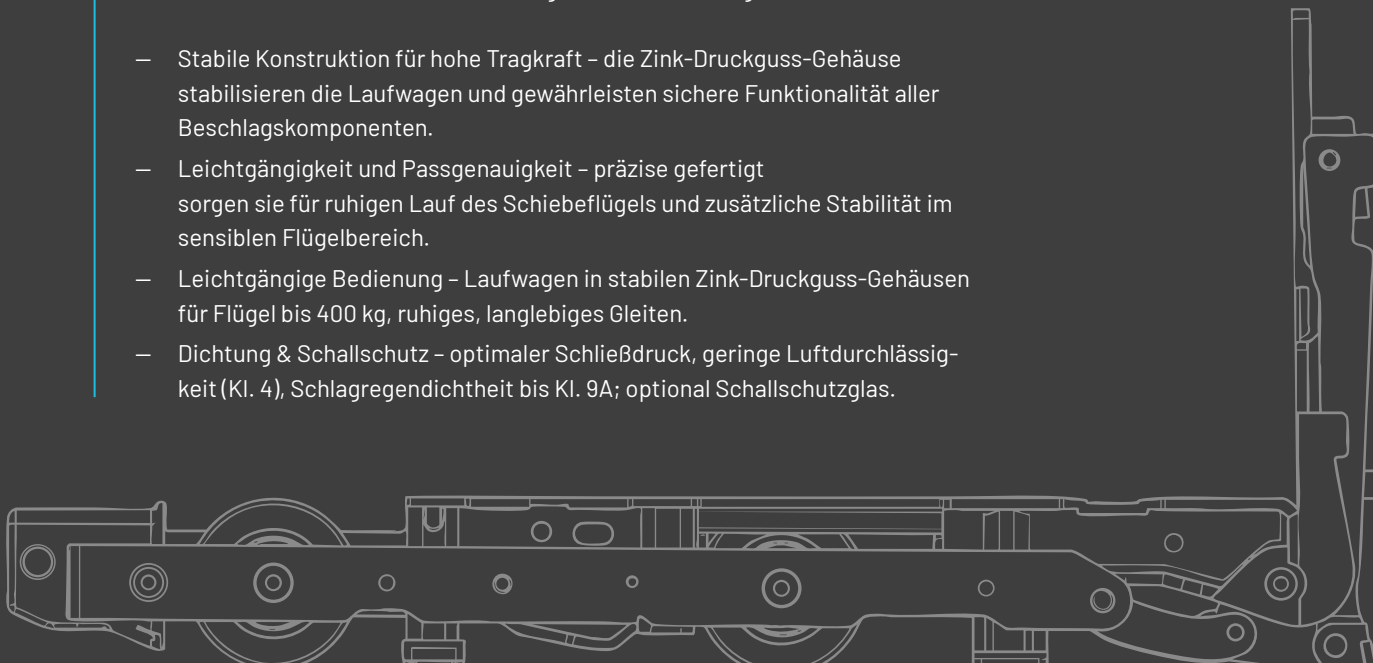 — Stabile Konstruktion für hohe Tragkraft – die Zink-Druckguss-Gehäuse
stabilisieren die Laufwagen und gewährleisten sichere Funktionalität aller
Beschlagskomponenten.
— Leichtgängigkeit und Passgenauigkeit – präzise gefertigt
sorgen sie für ruhigen Lauf des Schiebeflügels und zusätzliche Stabilität im
sensiblen Flügelbereich.
— Leichtgängige Bedienung – Laufwagen in stabilen Zink-Druckguss-Gehäusen
für Flügel bis 400 kg, ruhiges, langlebiges Gleiten.
— Dichtung & Schallschutz – optimaler Schließdruck, geringe Luftdurchlässig-
keit (Kl. 4), Schlagregendichtheit bis Kl. 9A; optional Schallschutzglas.